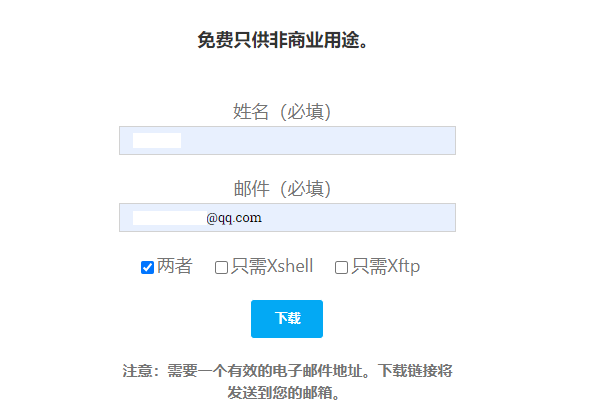 免费只供非商业用途。
姓名（必填）
邮件（必填）
@qq.com
两者 只需Xshell 只需Xftp
下载
注意：需要一个有效的电子邮件地址。下载链接将
发送到您的邮箱。